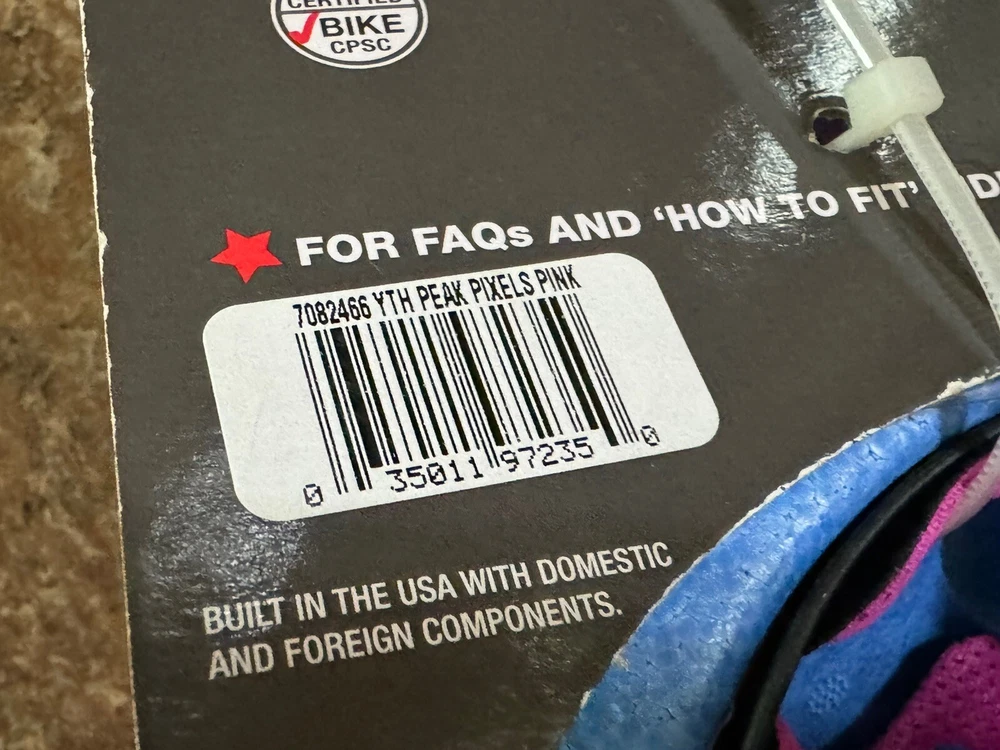 CERTIFIED
BIKE
CPSC
FOR FAQs AND ‘HOW TO FIT’
7082466 YTH PEAK PIXELS PINK
0 35011 97235 0
BUILT IN THE USA WITH DOMESTIC
AND FOREIGN COMPONENTS.